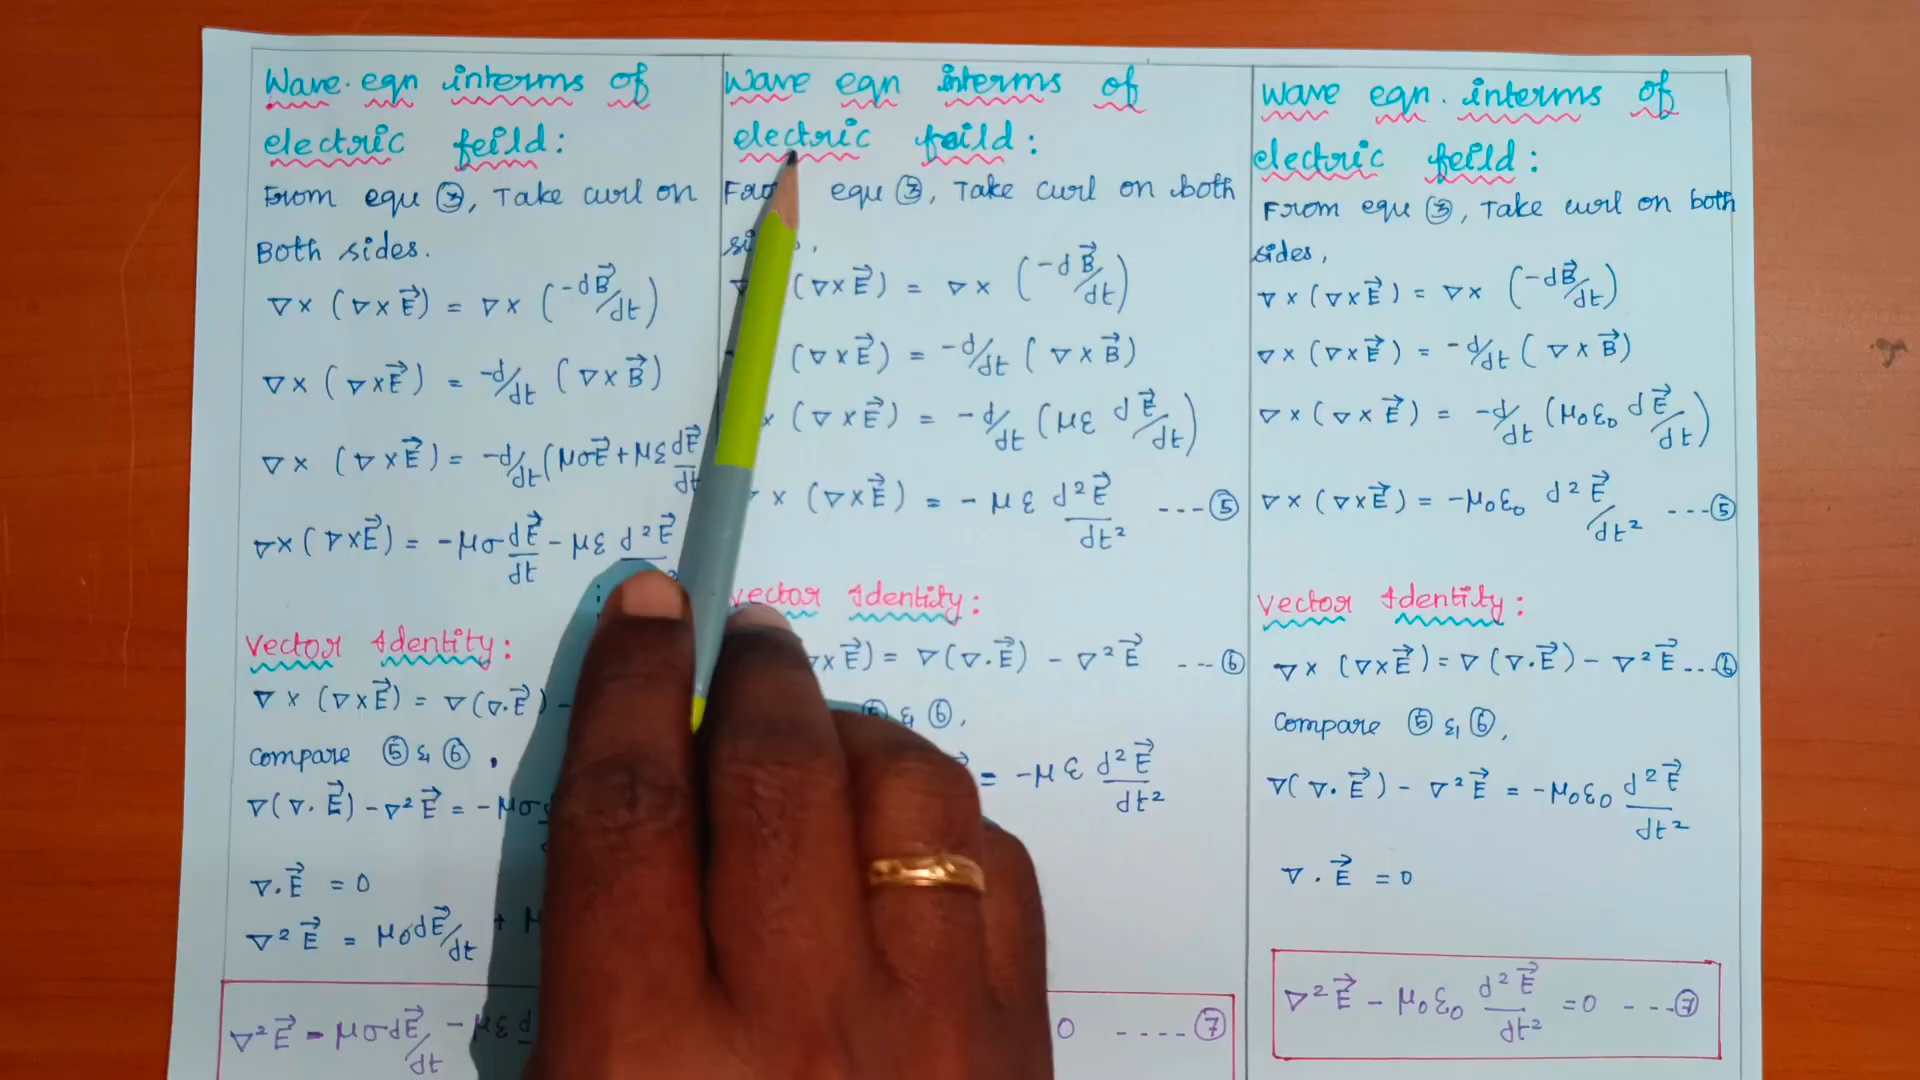 Wave eqn interms of
electric feild:
From equ ③, Take curl on
Both sides.
∇ × (∇×E⃗) = ∇ × (-dB⃗/dt)
∇ × (∇×E⃗) = -d/dt (∇×B⃗)
∇ × (∇×E⃗) = -d/dt (μσE⃗ + με dE⃗/dt
∇× (∇×E⃗) = -μσ dE⃗/dt - με d²E⃗
Vector Identity:
∇ × (∇×E⃗) = ∇(∇.E⃗) -
Compare ⑤ & ⑥,
∇(∇.E⃗) - ∇²E⃗ = -μσ
∇.E⃗ = 0
∇²E⃗ = μσdE⃗/dt +
∇²E⃗ - μσdE⃗/dt - με
Wave eqn interms of
electric feild:
equ ③, Take curl on both
(∇×E⃗) = ∇ × (-dB⃗/dt)
(∇×E⃗) = -d/dt (∇×B⃗)
× (∇×E⃗) = -d/dt (με dE⃗/dt)
× (∇×E⃗) = -με d²E⃗/dt² ---⑤
Vector Identity:
∇×E⃗) = ∇(∇.E⃗) - ∇²E⃗ ---⑥
⑤ & ⑥,
= -με d²E⃗/dt²
0 ----⑦
Wave eqn. interms of
electric feild:
From equ ③, Take curl on both
sides,
∇ × (∇×E⃗) = ∇× (-dB⃗/dt)
∇ × (∇×E⃗) = -d/dt (∇×B⃗)
∇ × (∇×E⃗) = -d/dt (μ₀ε₀ dE⃗/dt)
∇ × (∇×E⃗) = -μ₀ε₀ d²E⃗/dt² ---⑤
Vector Identity:
∇ × (∇×E⃗) = ∇(∇.E⃗) - ∇²E⃗ ...⑥
Compare ⑤ & ⑥,
∇(∇.E⃗) - ∇²E⃗ = -μ₀ε₀ d²E⃗/dt²
∇.E⃗ = 0
∇²E⃗ - μ₀ε₀ d²E⃗/dt² = 0 ---⑦